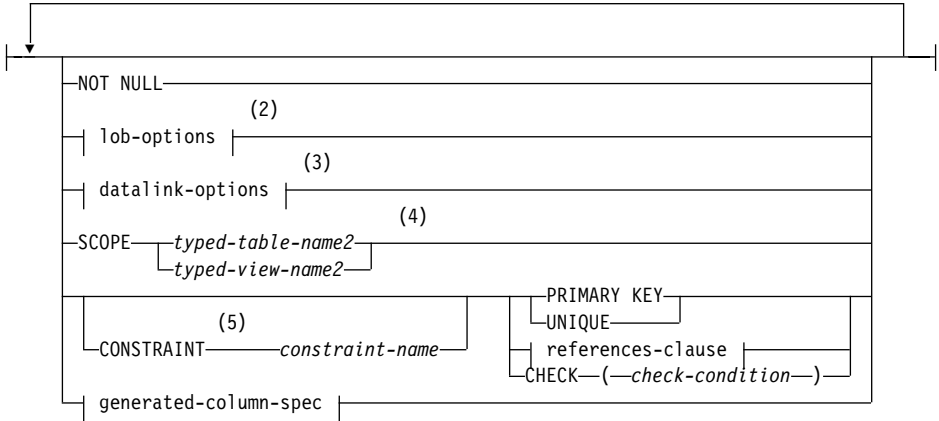 NOT NULL
(2)
lob-options
(3)
datalink-options
(4)
SCOPE typed-table-name2
typed-view-name2
PRIMARY KEY
(5) UNIQUE
CONSTRAINT constraint-name references-clause
CHECK ( check-condition )
generated-column-spec